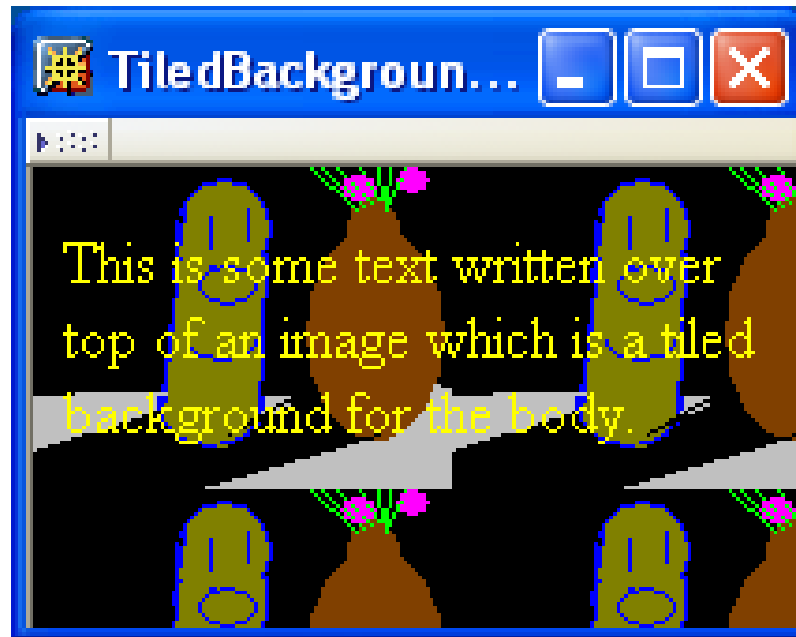 TiledBackgroun...
This is some text written over
top of an image which is a tiled
background for the body.